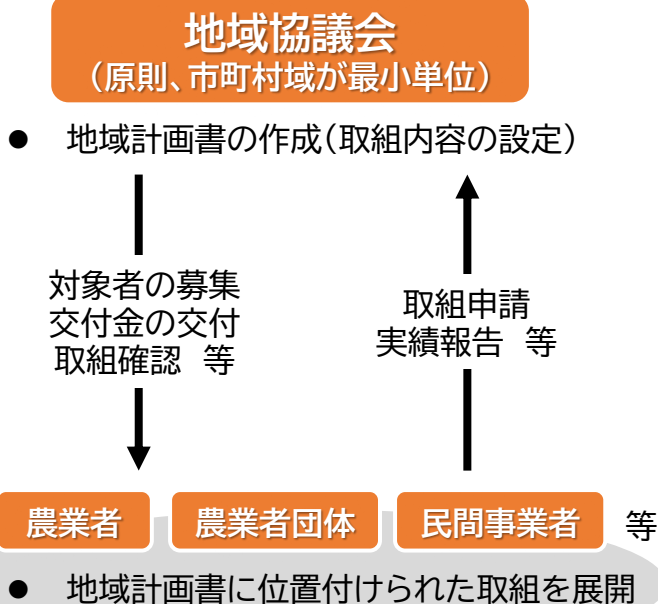 地域協議会
（原則、市町村域が最小単位）
● 地域計画書の作成（取組内容の設定）
対象者の募集
交付金の交付
取組確認 等
取組申請
実績報告 等
農業者 農業者団体 民間事業者 等
● 地域計画書に位置付けられた取組を展開